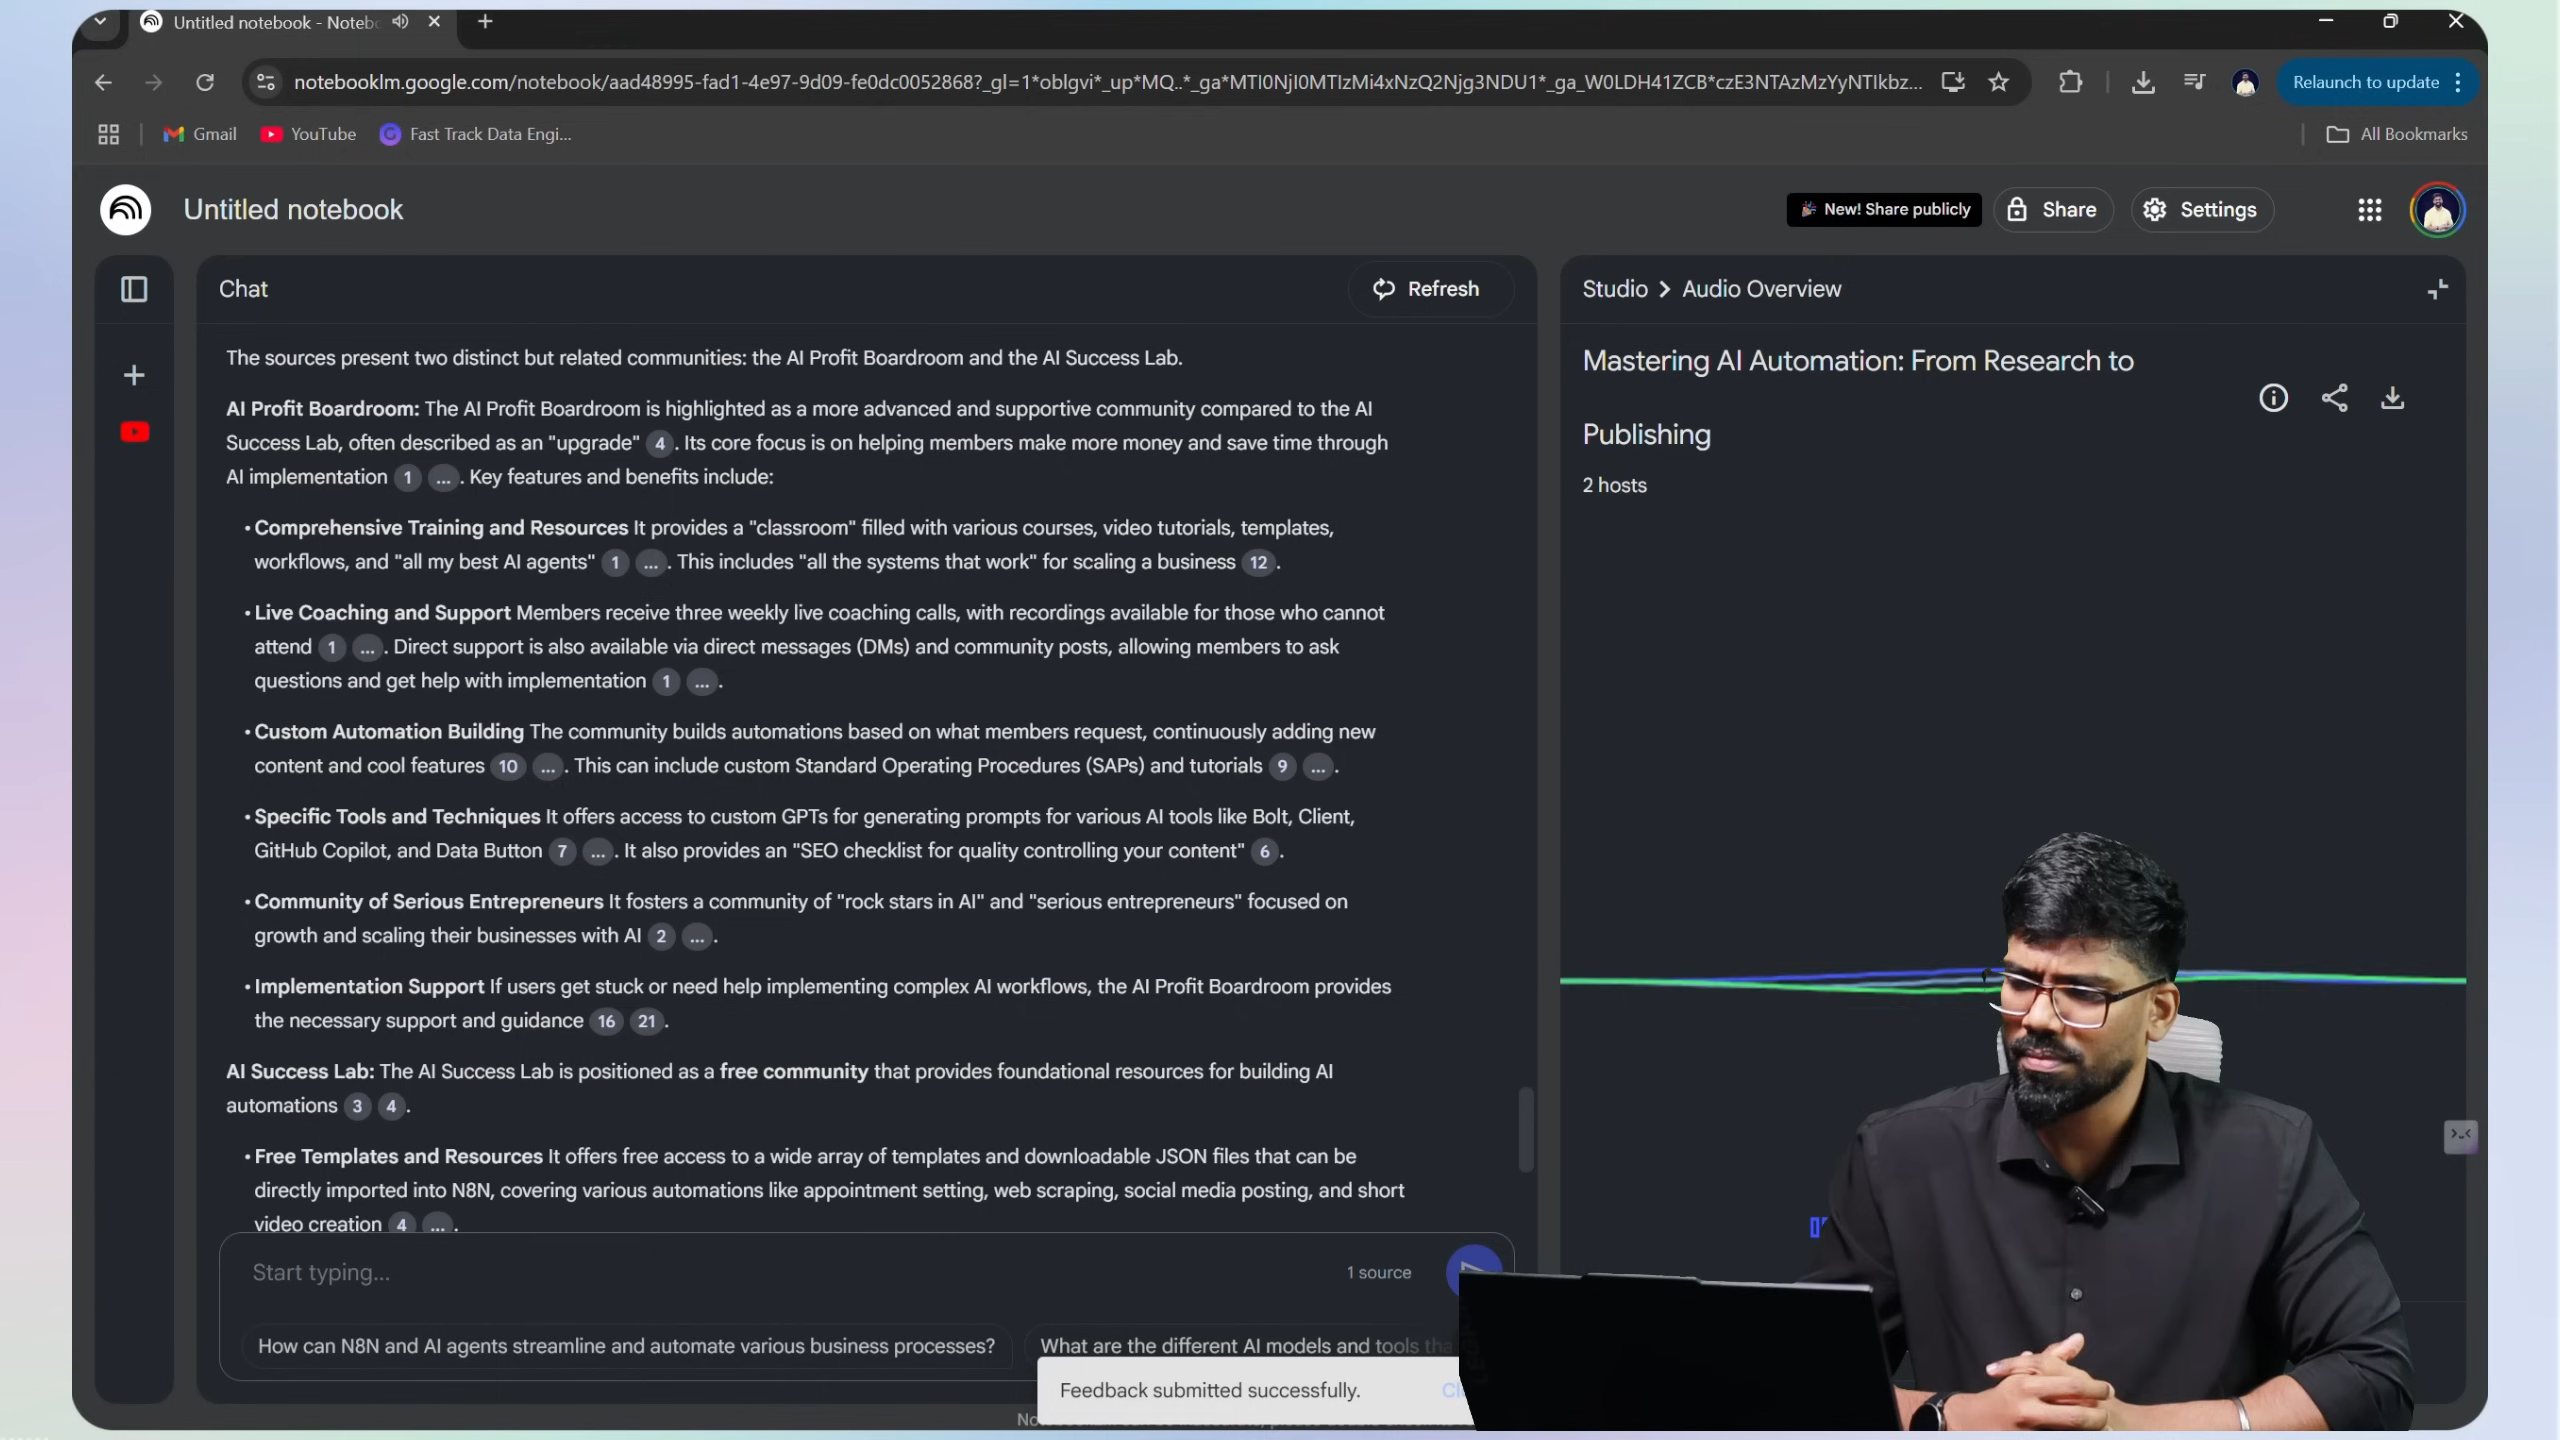 Untitled notebook - Noteb
notebooklm.google.com/notebook/aad48995-fad1-4e97-9d09-fe0dc0052868?_gl=1*oblgvi*_up*MQ..*_ga*MTI0NjI0MTIzMi4xNzQ2Njg3NDU1*_ga_W0LDH41ZCB*czE3NTAzMzYyNTIkbz...
Relaunch to update
Gmail
YouTube
Fast Track Data Engi...
All Bookmarks
Untitled notebook
New! Share publicly
Share
Settings
Chat
Refresh
The sources present two distinct but related communities: the AI Profit Boardroom and the AI Success Lab.
AI Profit Boardroom: The AI Profit Boardroom is highlighted as a more advanced and supportive community compared to the AI
Success Lab, often described as an "upgrade" 4 . Its core focus is on helping members make more money and save time through
AI implementation 1 ... . Key features and benefits include:
• Comprehensive Training and Resources It provides a "classroom" filled with various courses, video tutorials, templates,
workflows, and "all my best AI agents" 1 ... . This includes "all the systems that work" for scaling a business 12 .
• Live Coaching and Support Members receive three weekly live coaching calls, with recordings available for those who cannot
attend 1 ... . Direct support is also available via direct messages (DMs) and community posts, allowing members to ask
questions and get help with implementation 1 ... .
• Custom Automation Building The community builds automations based on what members request, continuously adding new
content and cool features 10 ... . This can include custom Standard Operating Procedures (SAPs) and tutorials 9 ... .
• Specific Tools and Techniques It offers access to custom GPTs for generating prompts for various AI tools like Bolt, Client,
GitHub Copilot, and Data Button 7 ... . It also provides an "SEO checklist for quality controlling your content" 6 .
• Community of Serious Entrepreneurs It fosters a community of "rock stars in AI" and "serious entrepreneurs" focused on
growth and scaling their businesses with AI 2 ... .
• Implementation Support If users get stuck or need help implementing complex AI workflows, the AI Profit Boardroom provides
the necessary support and guidance 16 21 .
AI Success Lab: The AI Success Lab is positioned as a free community that provides foundational resources for building AI
automations 3 4 .
• Free Templates and Resources It offers free access to a wide array of templates and downloadable JSON files that can be
directly imported into N8N, covering various automations like appointment setting, web scraping, social media posting, and short
video creation 4 ... .
Start typing...
1 source
How can N8N and AI agents streamline and automate various business processes?
What are the different AI models and tools
Feedback submitted successfully.
Studio > Audio Overview
Mastering AI Automation: From Research to
Publishing
2 hosts